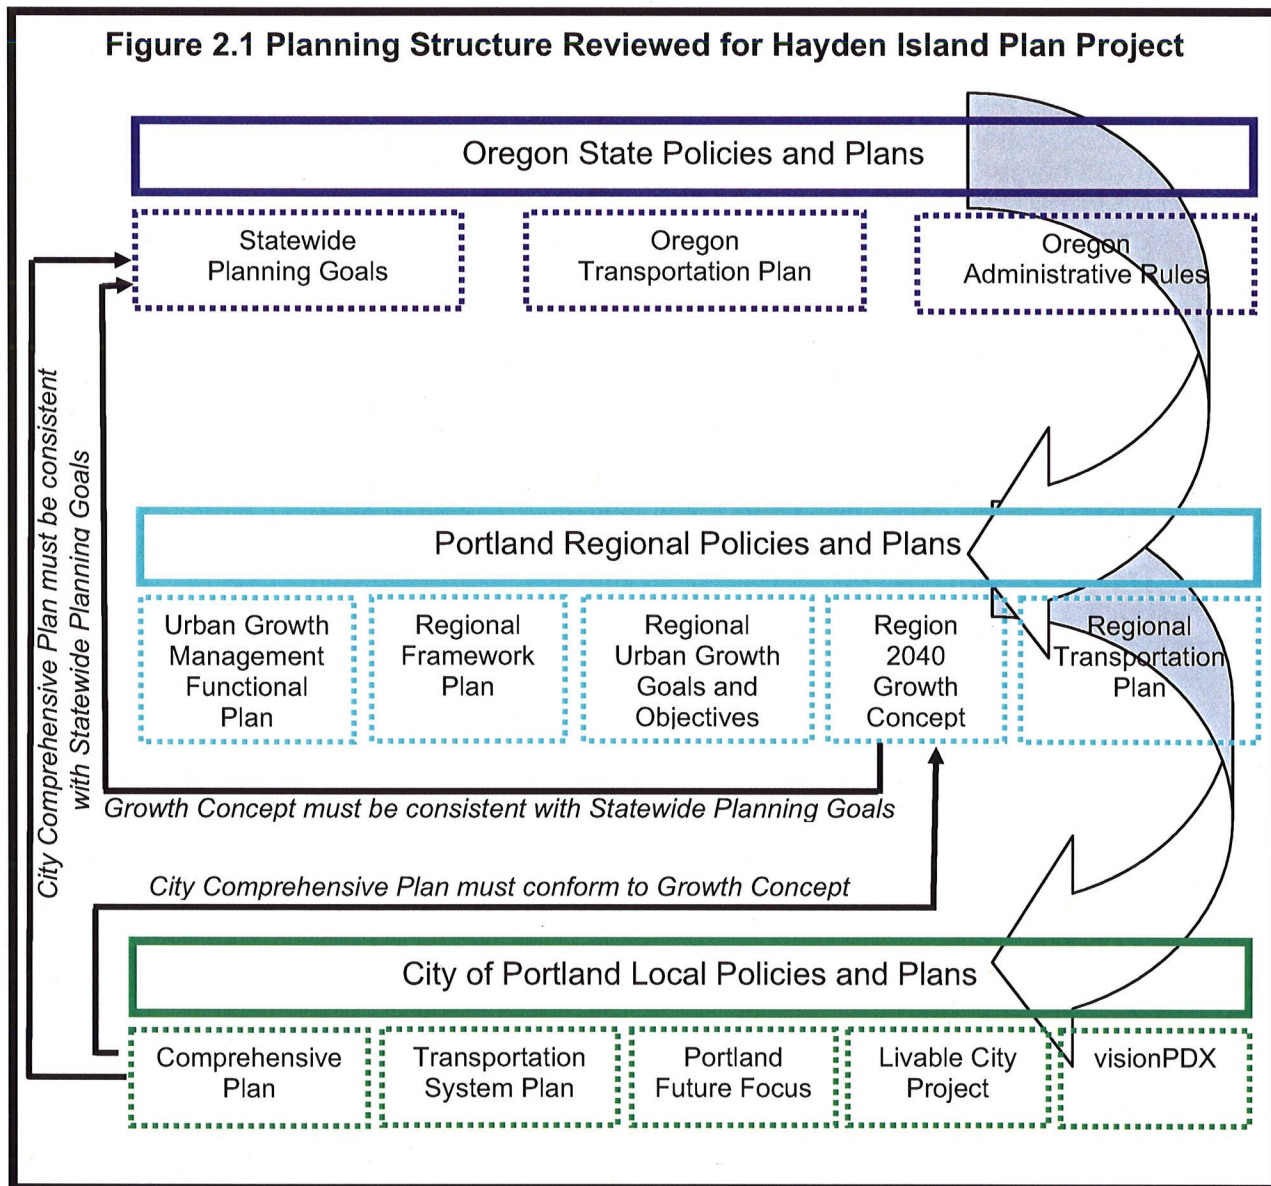 Figure 2.1 Planning Structure Reviewed for Hayden Island Plan Project
Oregon State Policies and Plans
Statewide
Planning Goals
Oregon
Transportation Plan
Oregon
Administrative Rules
City Comprehensive Plan must be consistent
with Statewide Planning Goals
Portland Regional Policies and Plans
Urban Growth
Management
Functional
Plan
Regional
Framework
Plan
Regional
Urban Growth
Goals and
Objectives
Region
2040
Growth
Concept
Regional
Transportation
Plan
Growth Concept must be consistent with Statewide Planning Goals
City Comprehensive Plan must conform to Growth Concept
City of Portland Local Policies and Plans
Comprehensive
Plan
Transportation
System Plan
Portland
Future Focus
Livable City
Project
visionPDX